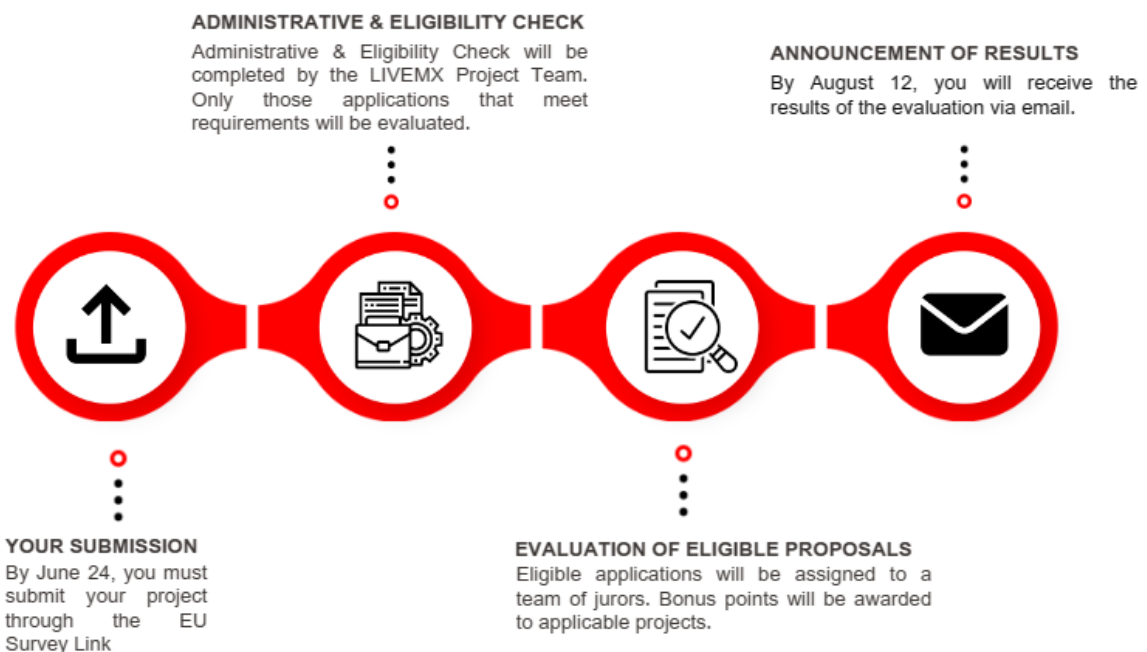 ADMINISTRATIVE & ELIGIBILITY CHECK
Administrative & Eligibility Check will be
completed by the LIVEMX Project Team.
Only those applications that meet
requirements will be evaluated.
ANNOUNCEMENT OF RESULTS
By August 12, you will receive the
results of the evaluation via email.
YOUR SUBMISSION
By June 24, you must
submit your project
through the EU
Survey Link
EVALUATION OF ELIGIBLE PROPOSALS
Eligible applications will be assigned to a
team of jurors. Bonus points will be awarded
to applicable projects.